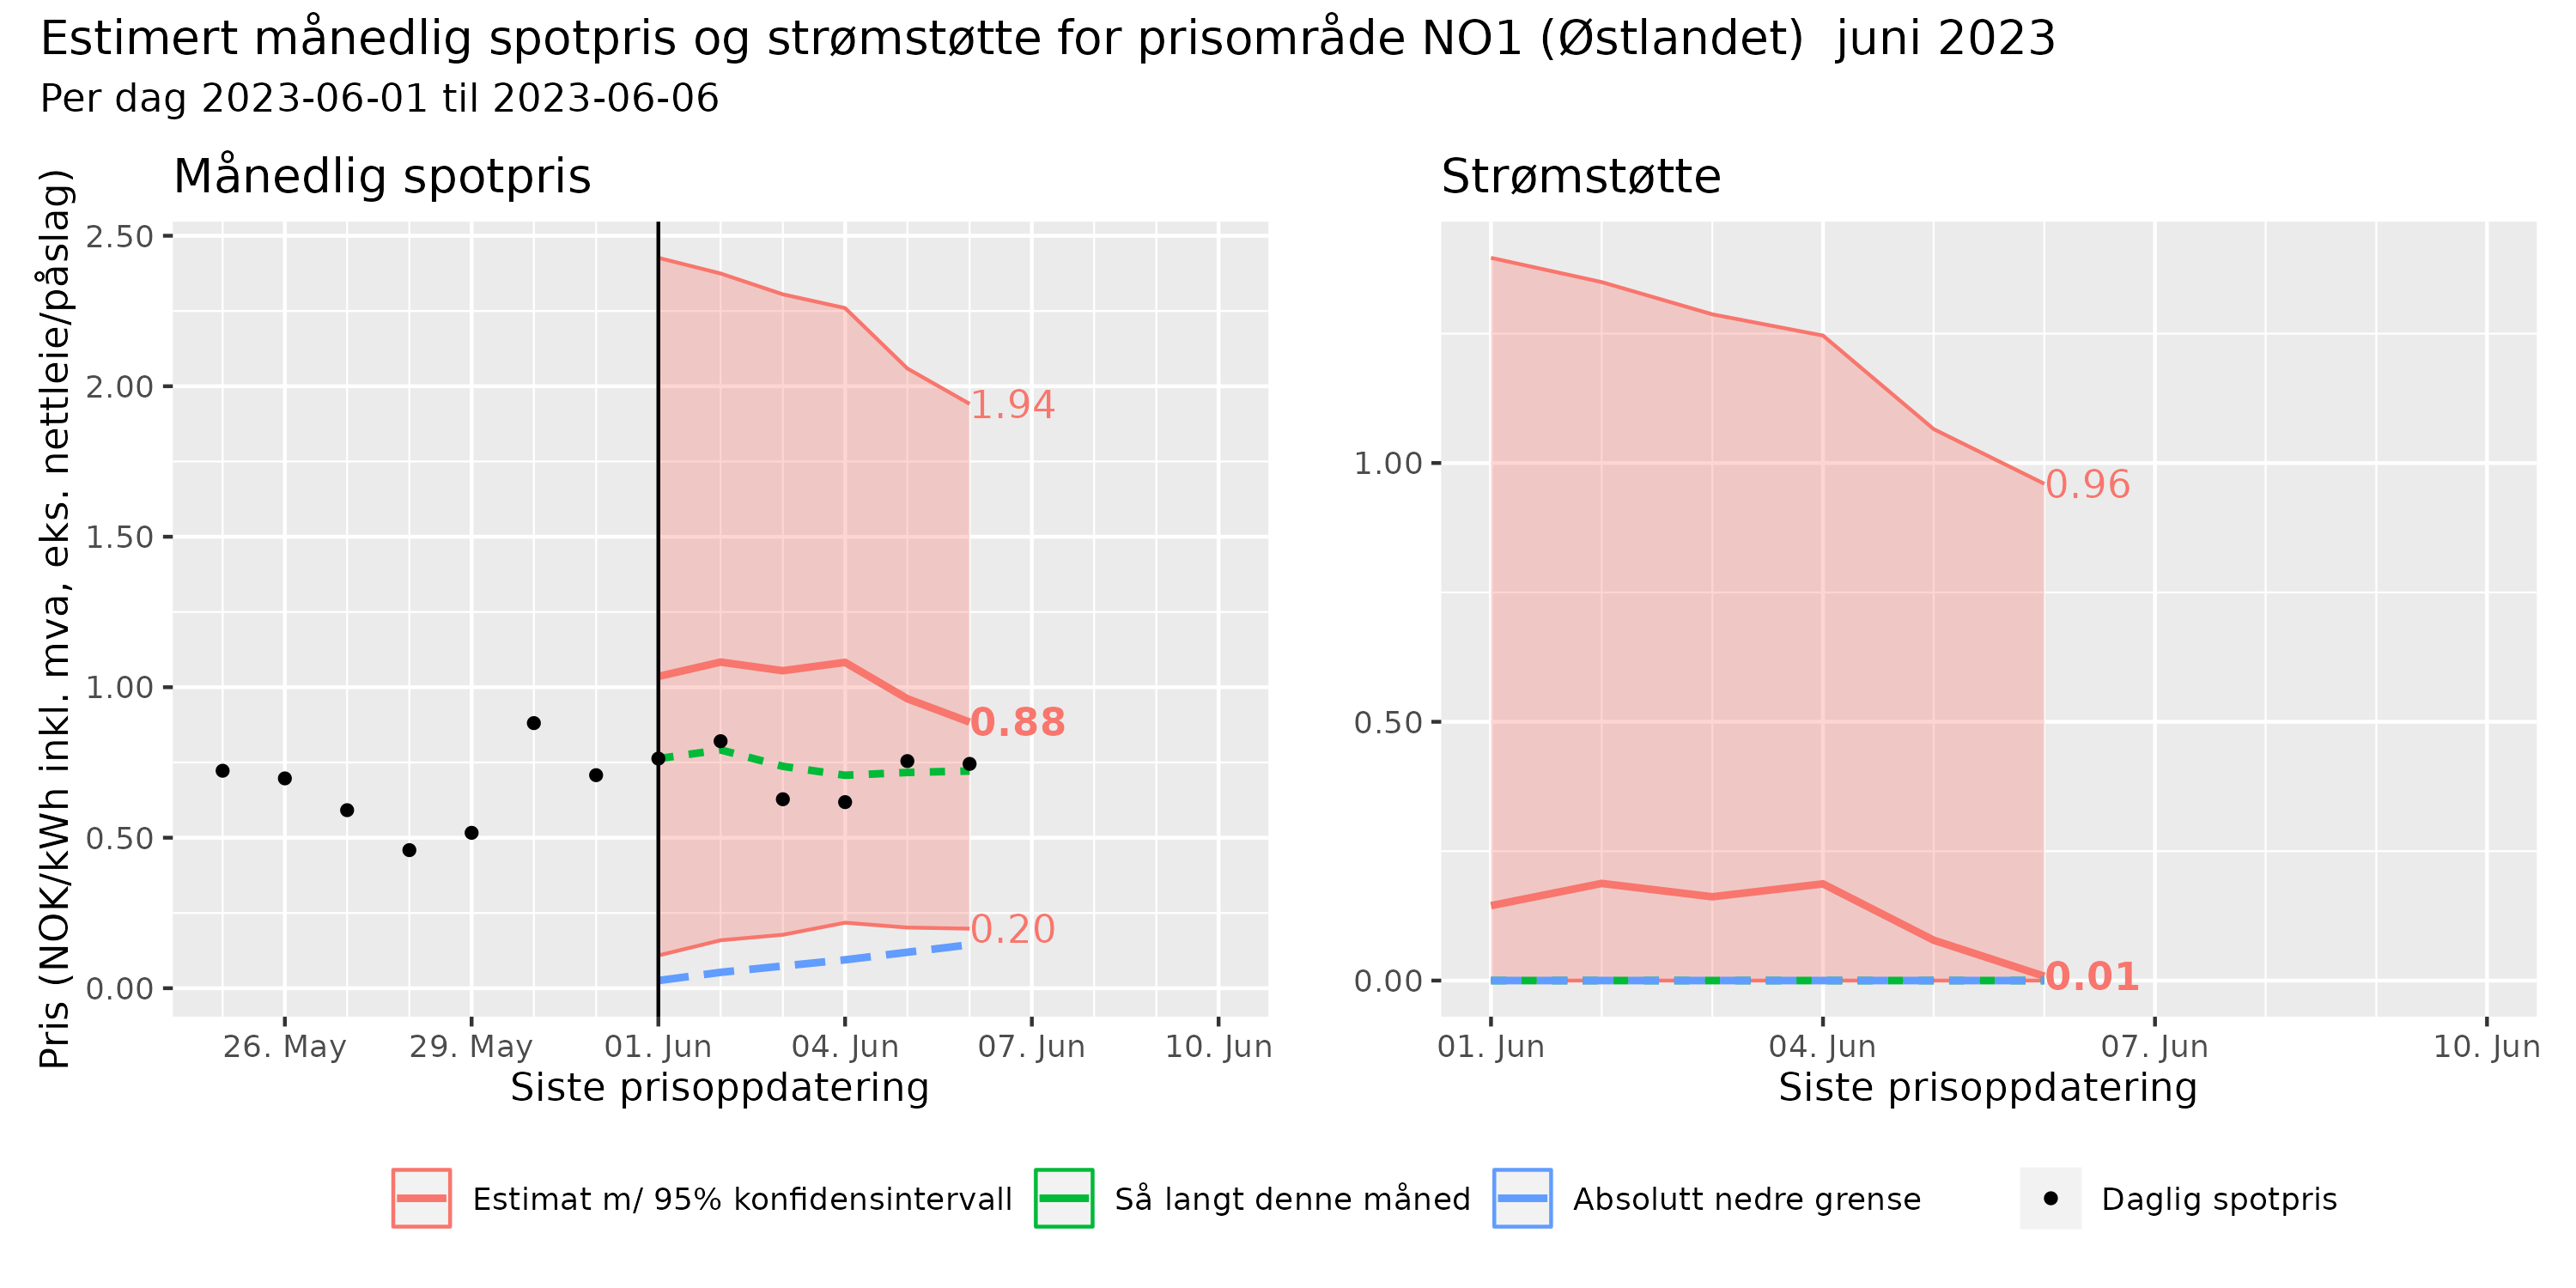 Estimert månedlig spotpris og strømstøtte for prisområde NO1 (Østlandet)  juni 2023
Per dag 2023-06-01 til 2023-06-06
Månedlig spotpris
Pris (NOK/kWh inkl. mva, eks. nettleie/påslag)
2.50
2.00
1.50
1.00
0.50
0.00
1.94
0.88
0.20
26. May 29. May 01. Jun 04. Jun 07. Jun 10. Jun
Siste prisoppdatering
Strømstøtte
1.00
0.50
0.00
0.96
0.01
01. Jun 04. Jun 07. Jun 10. Jun
Siste prisoppdatering
Estimat m/ 95% konfidensintervall Så langt denne måned Absolutt nedre grense Daglig spotpris